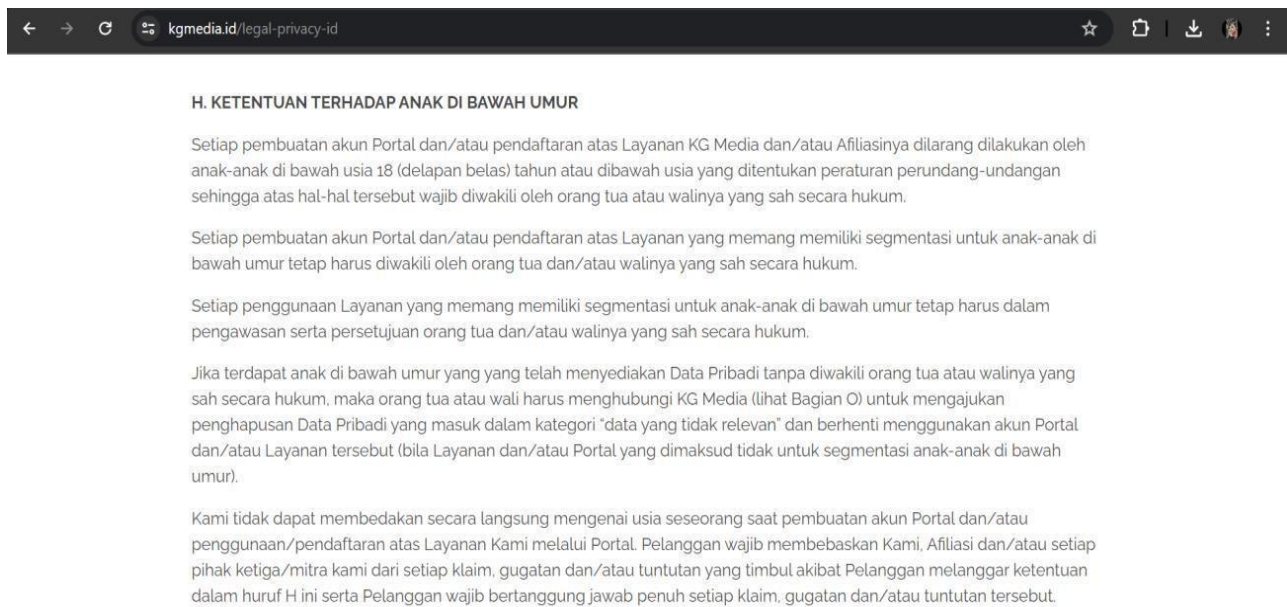 kgmedia.id/legal-privacy-id
H. KETENTUAN TERHADAP ANAK DI BAWAH UMUR
Setiap pembuatan akun Portal dan/atau pendaftaran atas Layanan KG Media dan/atau Afiliasinya dilarang dilakukan oleh
anak-anak di bawah usia 18 (delapan belas) tahun atau dibawah usia yang ditentukan peraturan perundang-undangan
sehingga atas hal-hal tersebut wajib diwakili oleh orang tua atau walinya yang sah secara hukum.
Setiap pembuatan akun Portal dan/atau pendaftaran atas Layanan yang memang memiliki segmentasi untuk anak-anak di
bawah umur tetap harus diwakili oleh orang tua dan/atau walinya yang sah secara hukum.
Setiap penggunaan Layanan yang memang memiliki segmentasi untuk anak-anak di bawah umur tetap harus dalam
pengawasan serta persetujuan orang tua dan/atau walinya yang sah secara hukum.
Jika terdapat anak di bawah umur yang yang telah menyediakan Data Pribadi tanpa diwakili orang tua atau walinya yang
sah secara hukum, maka orang tua atau wali harus menghubungi KG Media (lihat Bagian O) untuk mengajukan
penghapusan Data Pribadi yang masuk dalam kategori “data yang tidak relevan” dan berhenti menggunakan akun Portal
dan/atau Layanan tersebut (bila Layanan dan/atau Portal yang dimaksud tidak untuk segmentasi anak-anak di bawah
umur).
Kami tidak dapat membedakan secara langsung mengenai usia seseorang saat pembuatan akun Portal dan/atau
penggunaan/pendaftaran atas Layanan Kami melalui Portal. Pelanggan wajib membebaskan Kami, Afiliasi dan/atau setiap
pihak ketiga/mitra kami dari setiap klaim, gugatan dan/atau tuntutan yang timbul akibat Pelanggan melanggar ketentuan
dalam huruf H ini serta Pelanggan wajib bertanggung jawab penuh setiap klaim, gugatan dan/atau tuntutan tersebut.